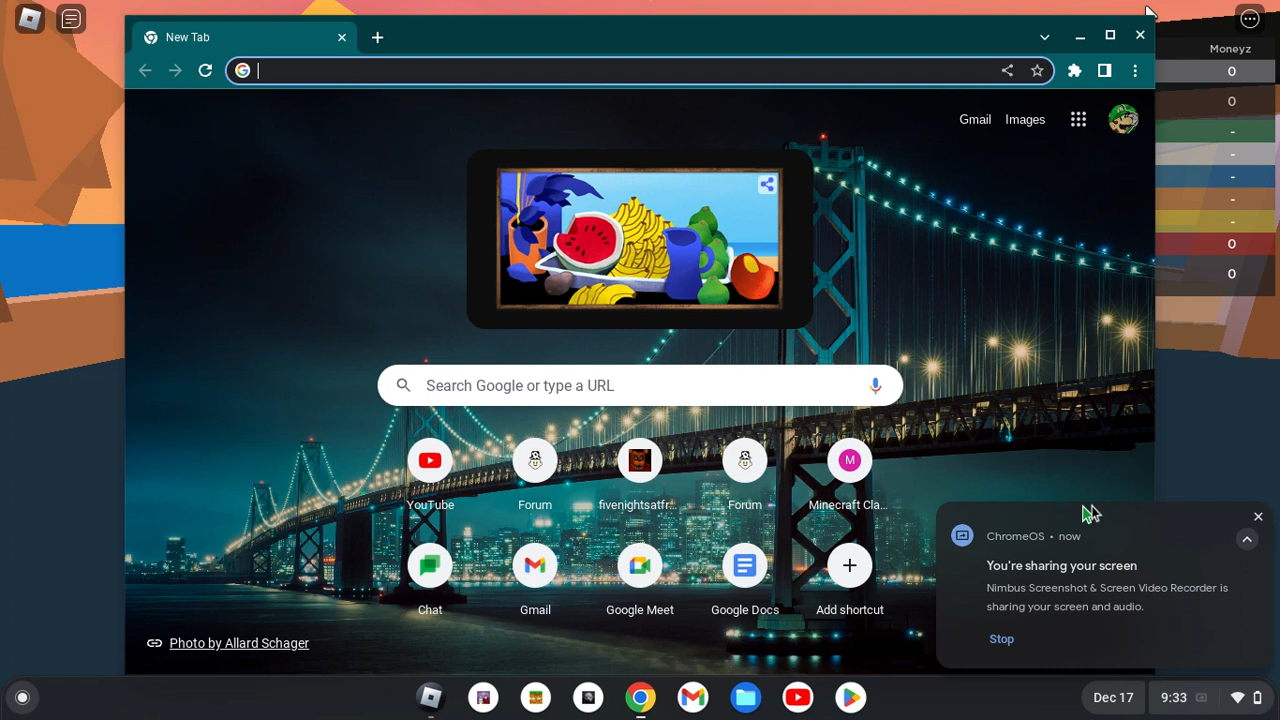 New Tab
Gmail Images
Moneyz
0
0
-
-
-
-
-
0
0
Search Google or type a URL
YouTube
Forum
fivenightsatfr...
Forum
Minecraft Cla...
M
Chat
Gmail
Google Meet
Google Docs
Add shortcut
Photo by Allard Schager
ChromeOS • now
You're sharing your screen
Nimbus Screenshot & Screen Video Recorder is
sharing your screen and audio.
Stop
Dec 17
9:33